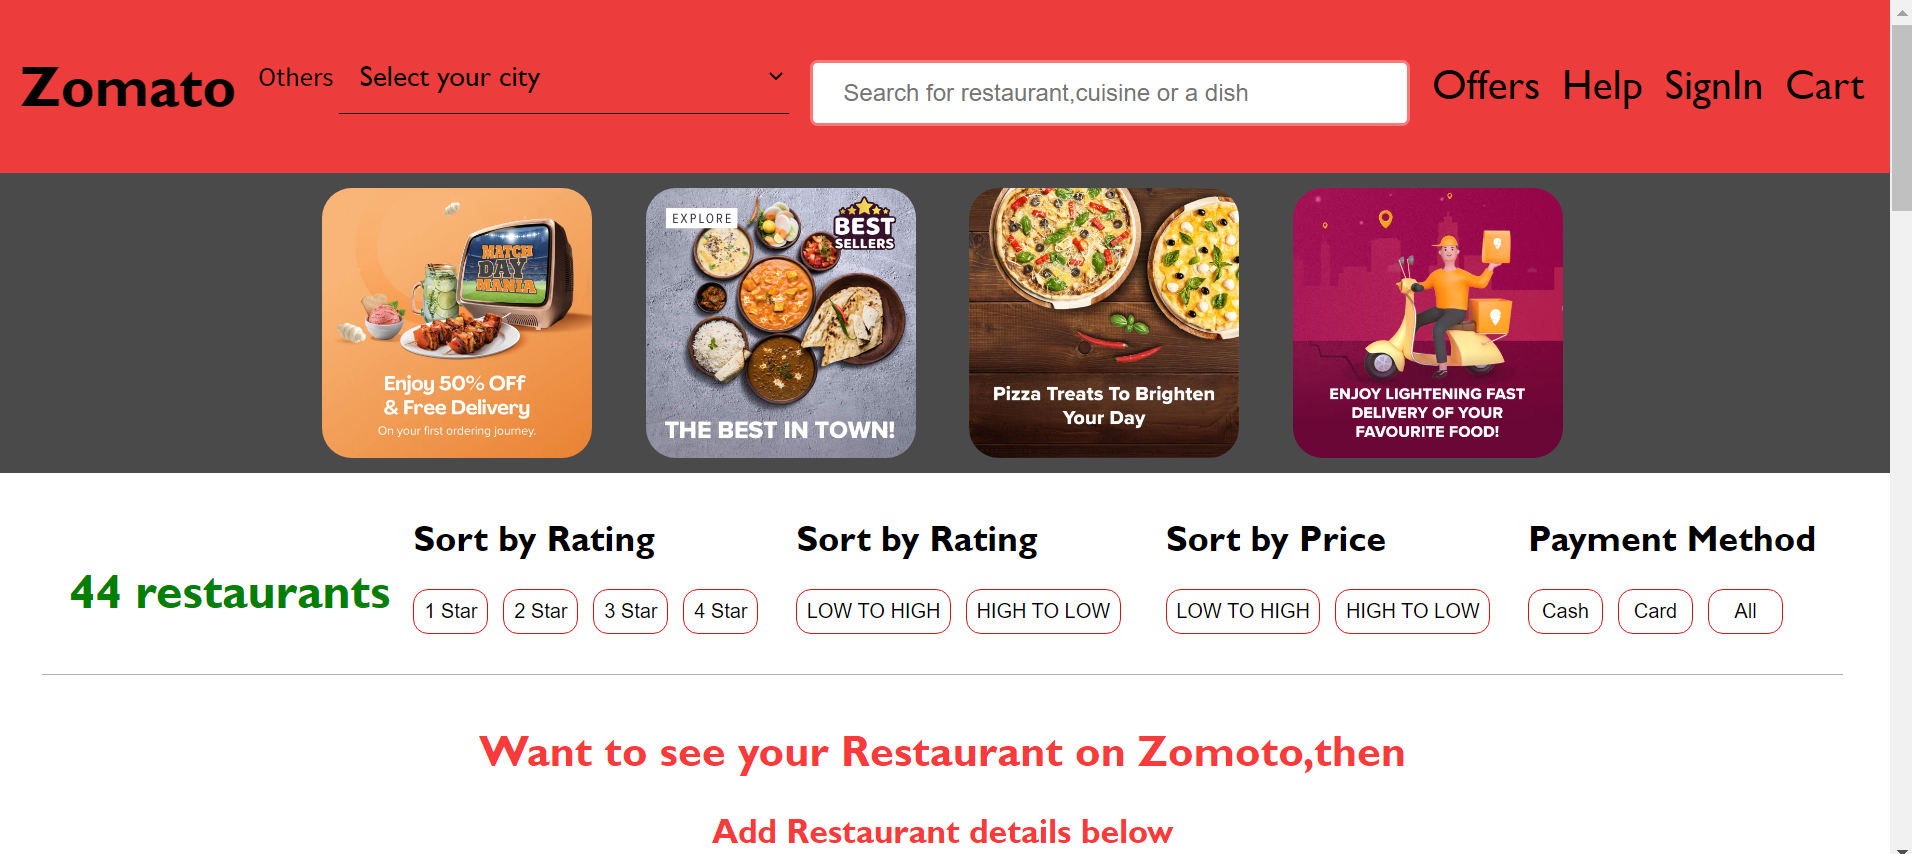 Zomato
Others
Select your city
Search for restaurant,cuisine or a dish
Offers
Help
SignIn
Cart
MATCH
DAY
MANIA
Enjoy 50% OFf
& Free Delivery
On your first ordering journey.
EXPLORE
BEST
SELLERS
THE BEST IN TOWN!
Pizza Treats To Brighten
Your Day
ENJOY LIGHTENING FAST
DELIVERY OF YOUR
FAVOURITE FOOD!
44 restaurants
Sort by Rating
1 Star
2 Star
3 Star
4 Star
Sort by Rating
LOW TO HIGH
HIGH TO LOW
Sort by Price
LOW TO HIGH
HIGH TO LOW
Payment Method
Cash
Card
All
Want to see your Restaurant on Zomoto,then
Add Restaurant details below